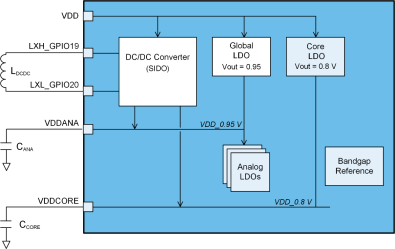 VDD
LXH_GPIO19
LDCDC
LXL_GPIO20
DC/DC Converter
(SIDO)
Global
LDO
Vout = 0.95
Core
LDO
Vout = 0.8 V
VDDANA
VDD_0.95 V
CANA
Analog
LDOs
Bandgap
Reference
VDDCORE
VDD_0.8 V
CCORE